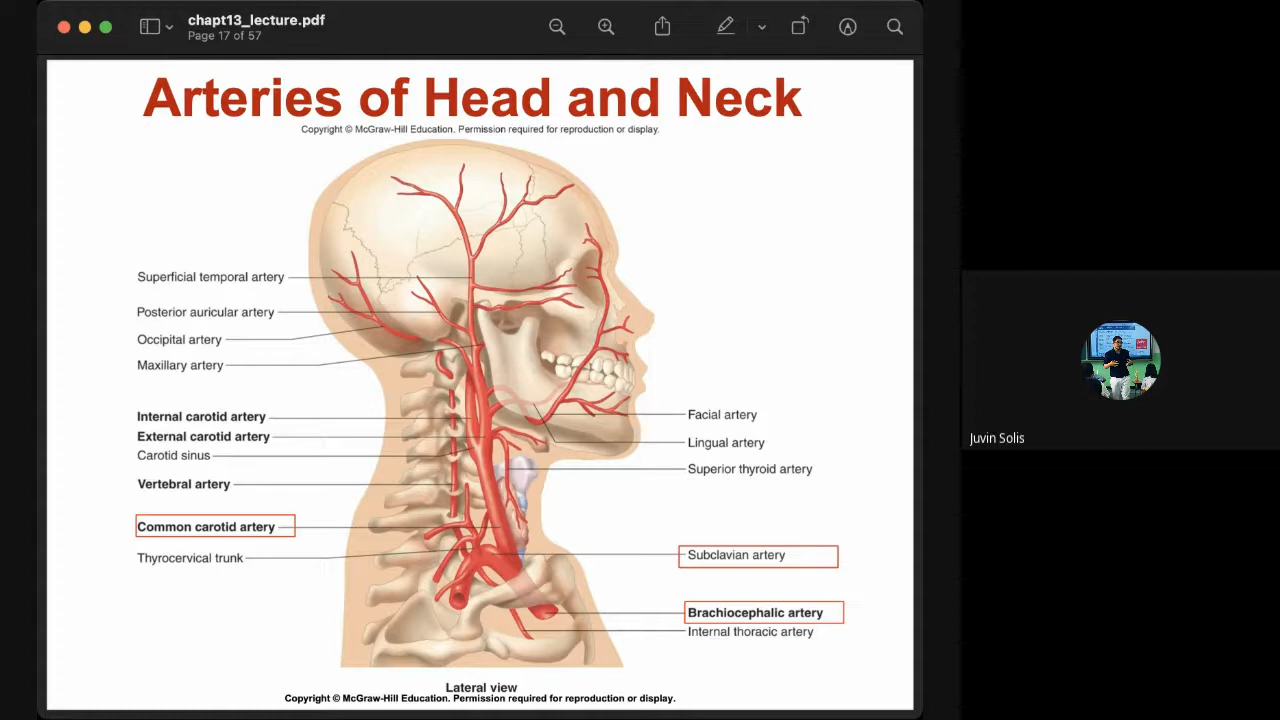 chapt13_lecture.pdf
Page 17 of 57
Arteries of Head and Neck
Copyright © McGraw-Hill Education. Permission required for reproduction or display.
Superficial temporal artery
Posterior auricular artery
Occipital artery
Maxillary artery
Internal carotid artery
External carotid artery
Carotid sinus
Vertebral artery
Common carotid artery
Thyrocervical trunk
Facial artery
Lingual artery
Superior thyroid artery
Subclavian artery
Brachiocephalic artery
Internal thoracic artery
Lateral view
Copyright © McGraw-Hill Education. Permission required for reproduction or display.
Juvin Solis